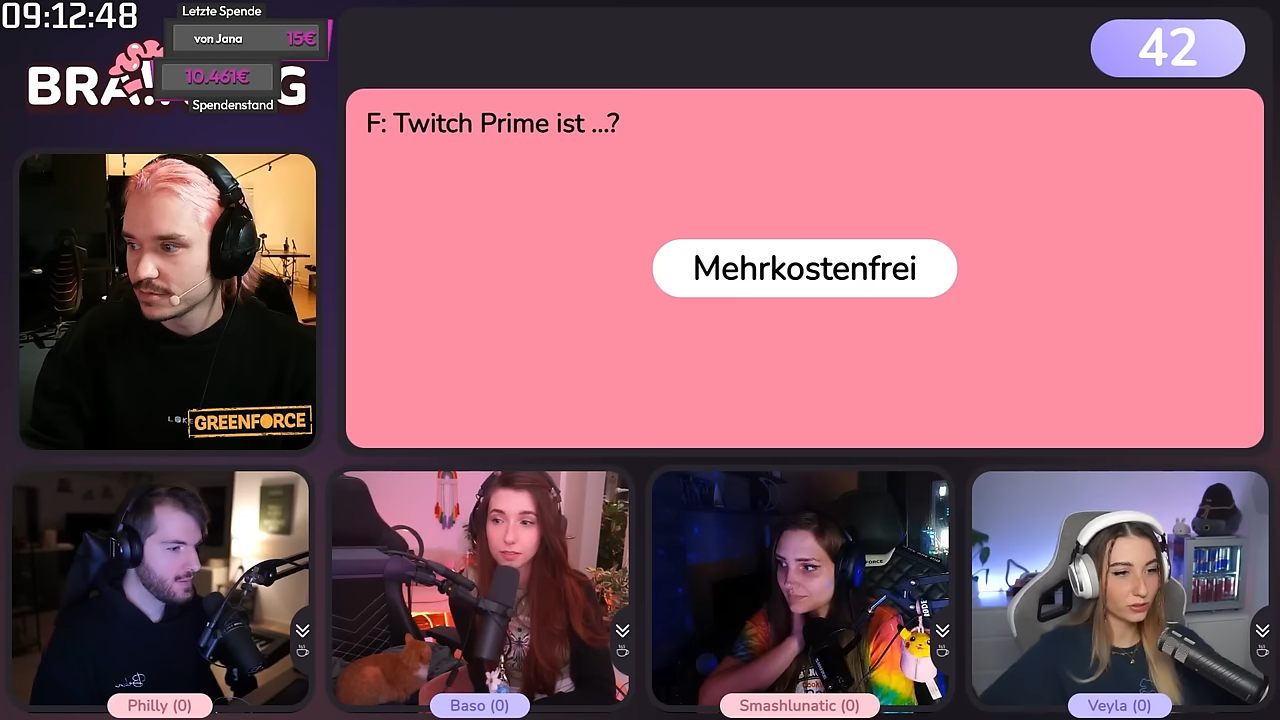 09:12:48
Letzte Spende
von Jana 15€
10.461€
Spendenstand
42
F: Twitch Prime ist ...?
Mehrkostenfrei
GREENFORCE
Philly (0)
Baso (0)
Smashlunatic (0)
Veyla (0)